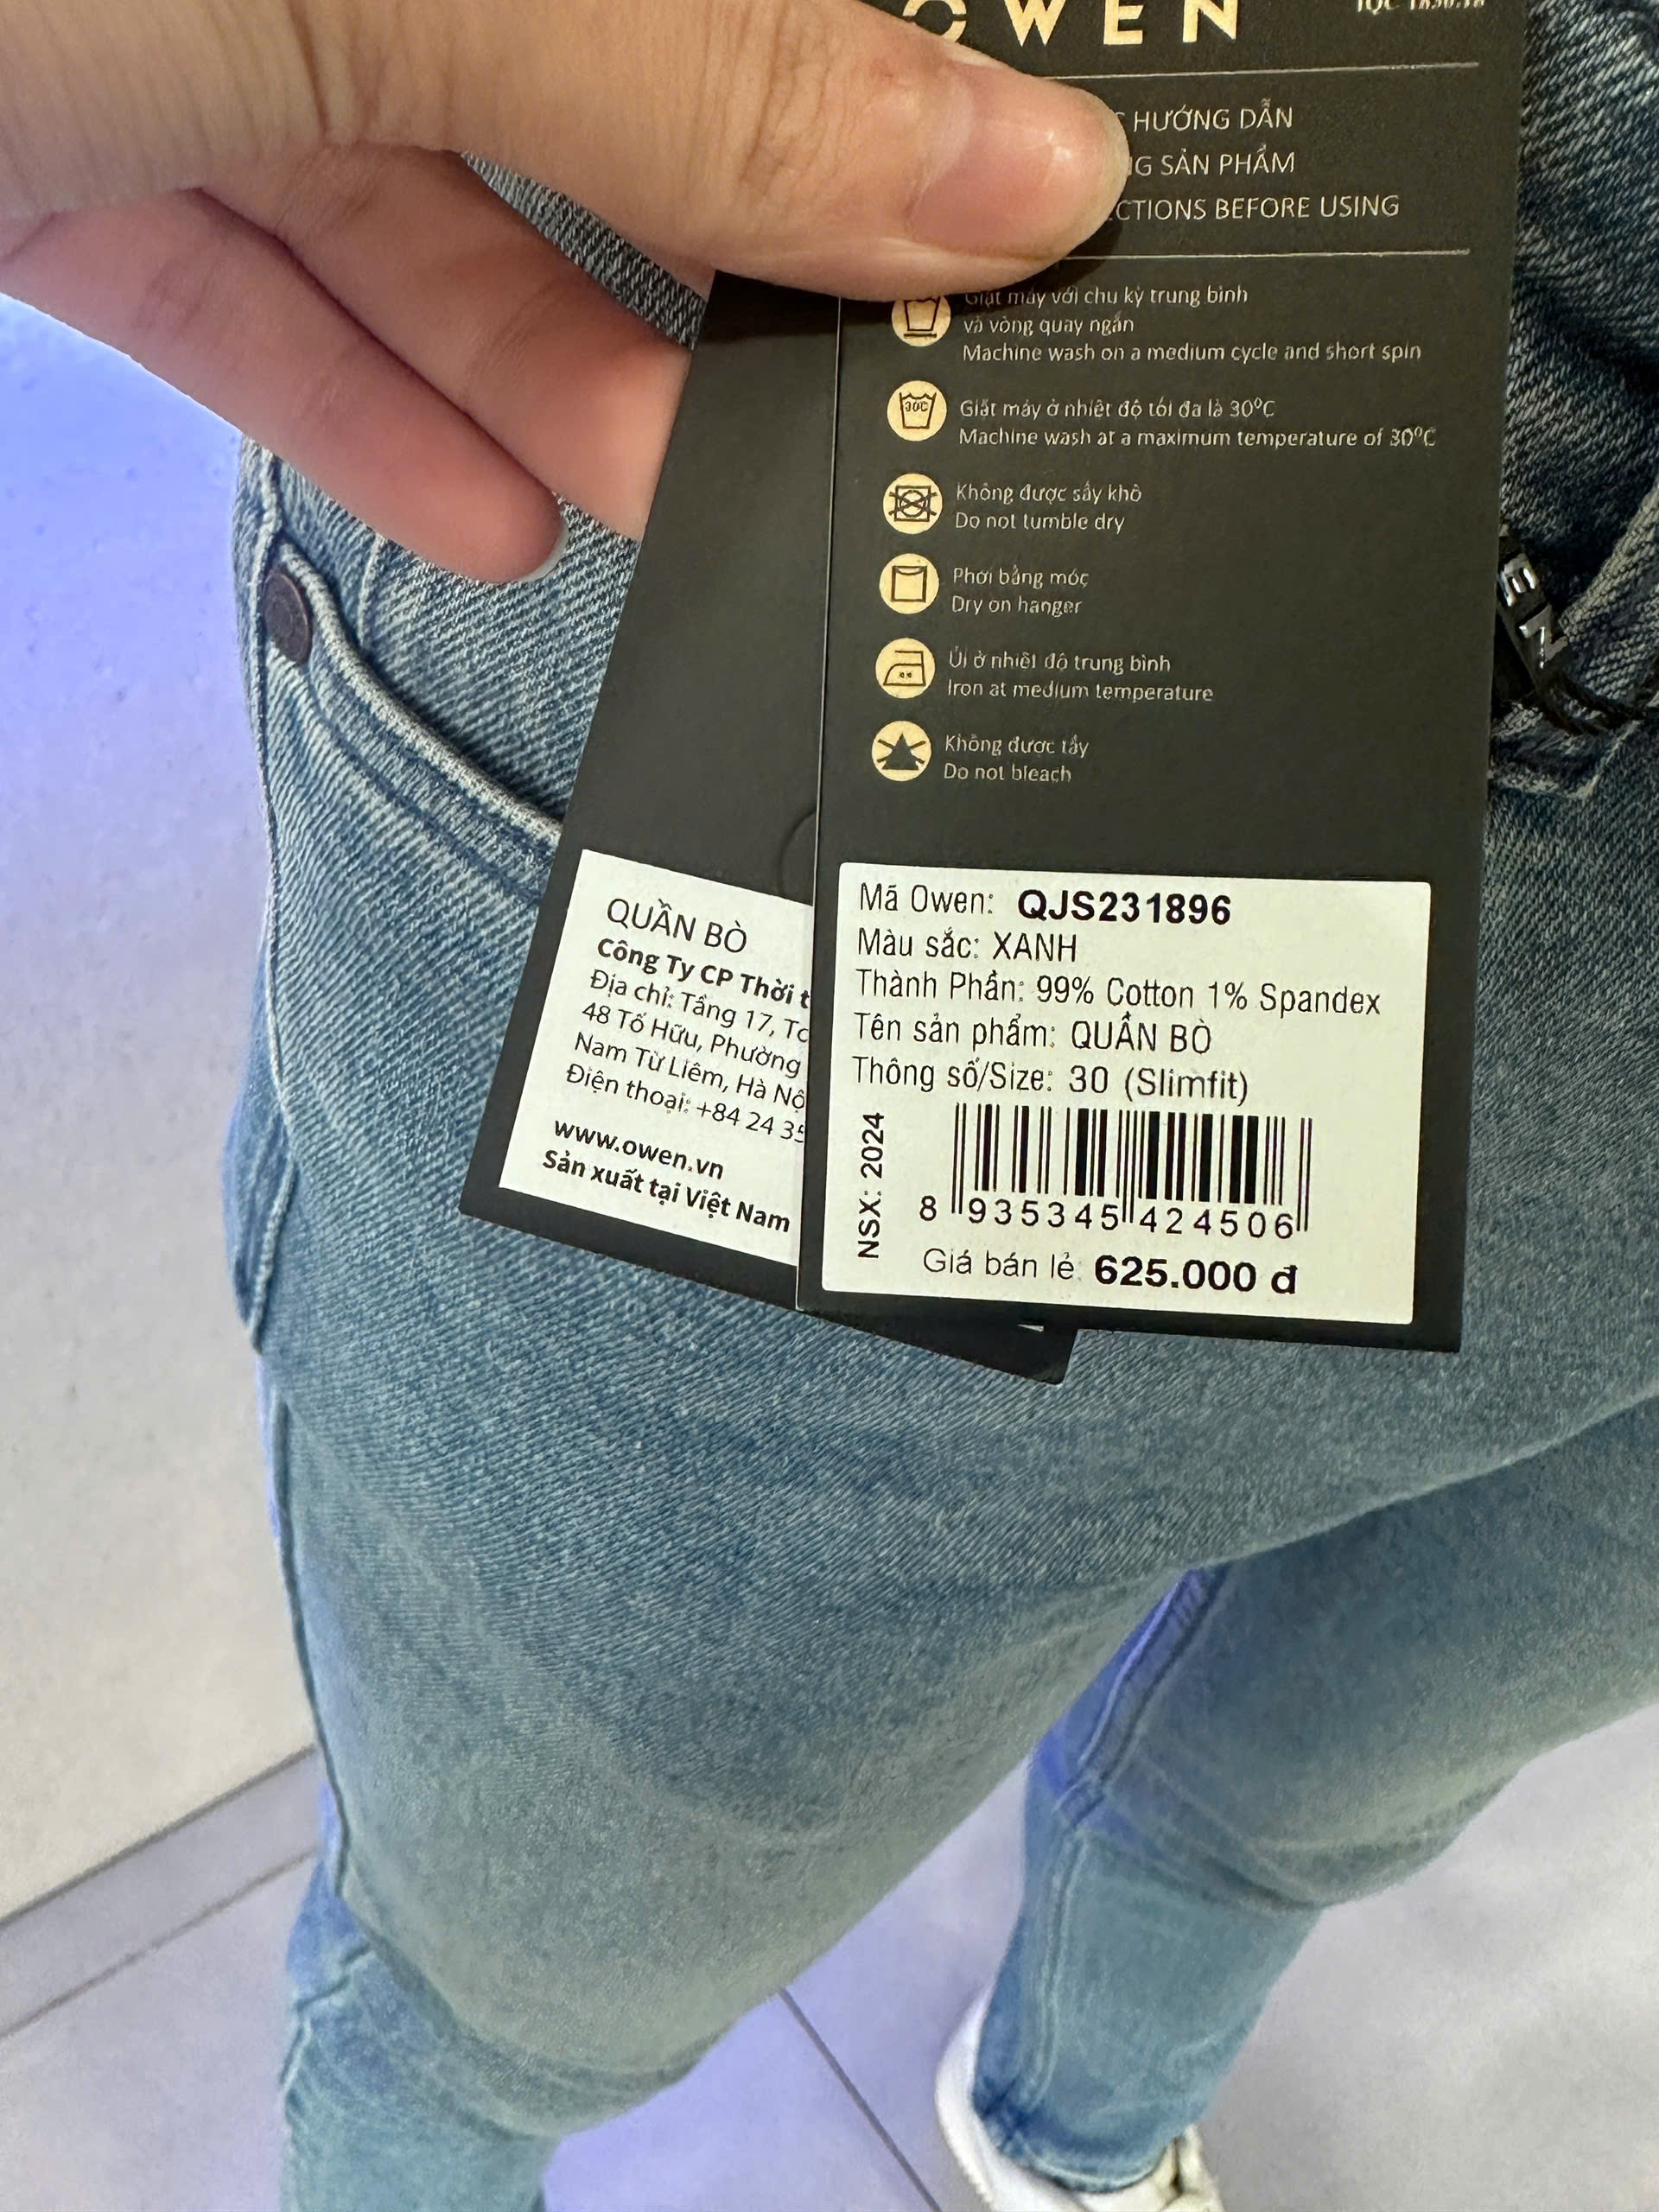 OWEN
HƯỚNG DẪN
SẢN PHẨM
BEFORE USING
Giặt máy với chu kỳ trung bình
và vòng quay ngắn
Machine wash on a medium cycle and short spin
30C
Giặt máy ở nhiệt độ tối đa là 30°C
Machine wash at a maximum temperature of 30°C
Không được sấy khô
Do not tumble dry
Phơi bằng móc
Dry on hanger
Ủi ở nhiệt độ trung bình
Iron at medium temperature
Không được tẩy
Do not bleach
Mã Owen: QJS231896
Màu sắc: XANH
Thành Phần: 99% Cotton 1% Spandex
Tên sản phẩm: QUẦN BÒ
Thông số/Size: 30 (Slimfit)
NSX: 2024
8 935345 424506
Giá bán lẻ: 625.000 đ
QUẦN BÒ
Công Ty CP Thời
Địa chỉ: Tầng 17,
48 Tố Hữu, Phường
Nam Từ Liêm, Hà
Điện thoại: +84 24
www.owen.vn
Sản xuất tại Việt Nam